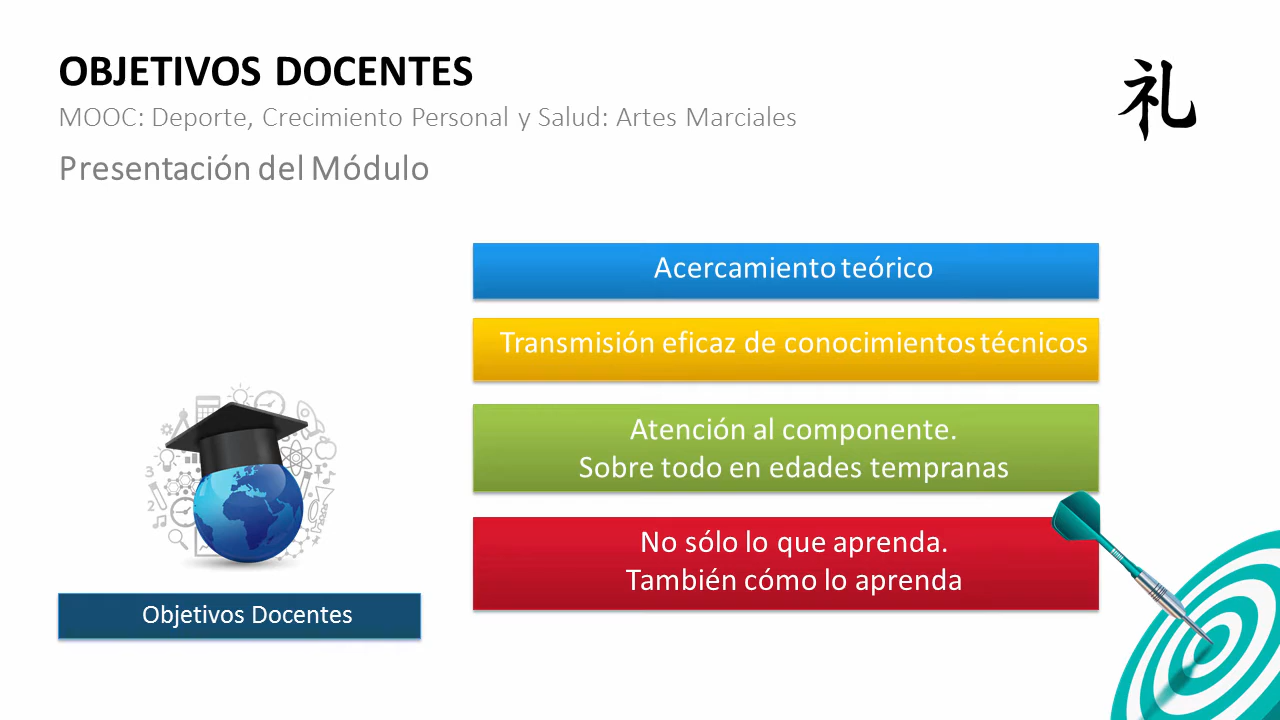 OBJETIVOS DOCENTES
MOOC: Deporte, Crecimiento Personal y Salud: Artes Marciales
Presentación del Módulo
礼
Acercamiento teórico
Transmisión eficaz de conocimientos técnicos
Atención al componente.
Sobre todo en edades tempranas
No sólo lo que aprenda.
También cómo lo aprenda
Objetivos Docentes